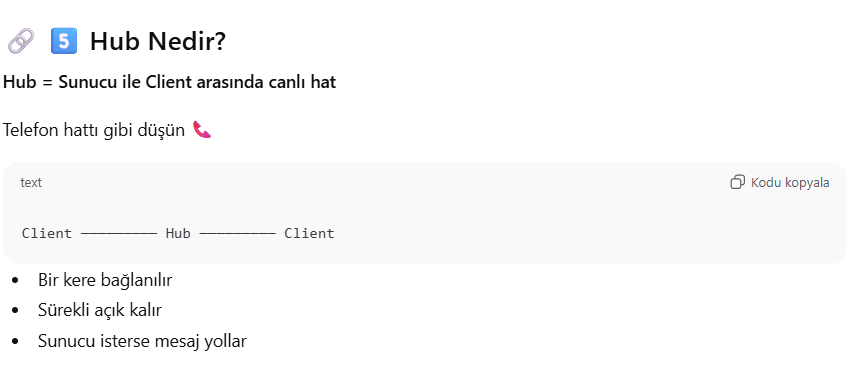 🔗 5️⃣ Hub Nedir?
Hub = Sunucu ile Client arasında canlı hat
Telefon hattı gibi düşün 📞
text
Kodu kopyala
Client ───────── Hub ───────── Client
• Bir kere bağlanılır
• Sürekli açık kalır
• Sunucu isterse mesaj yollar